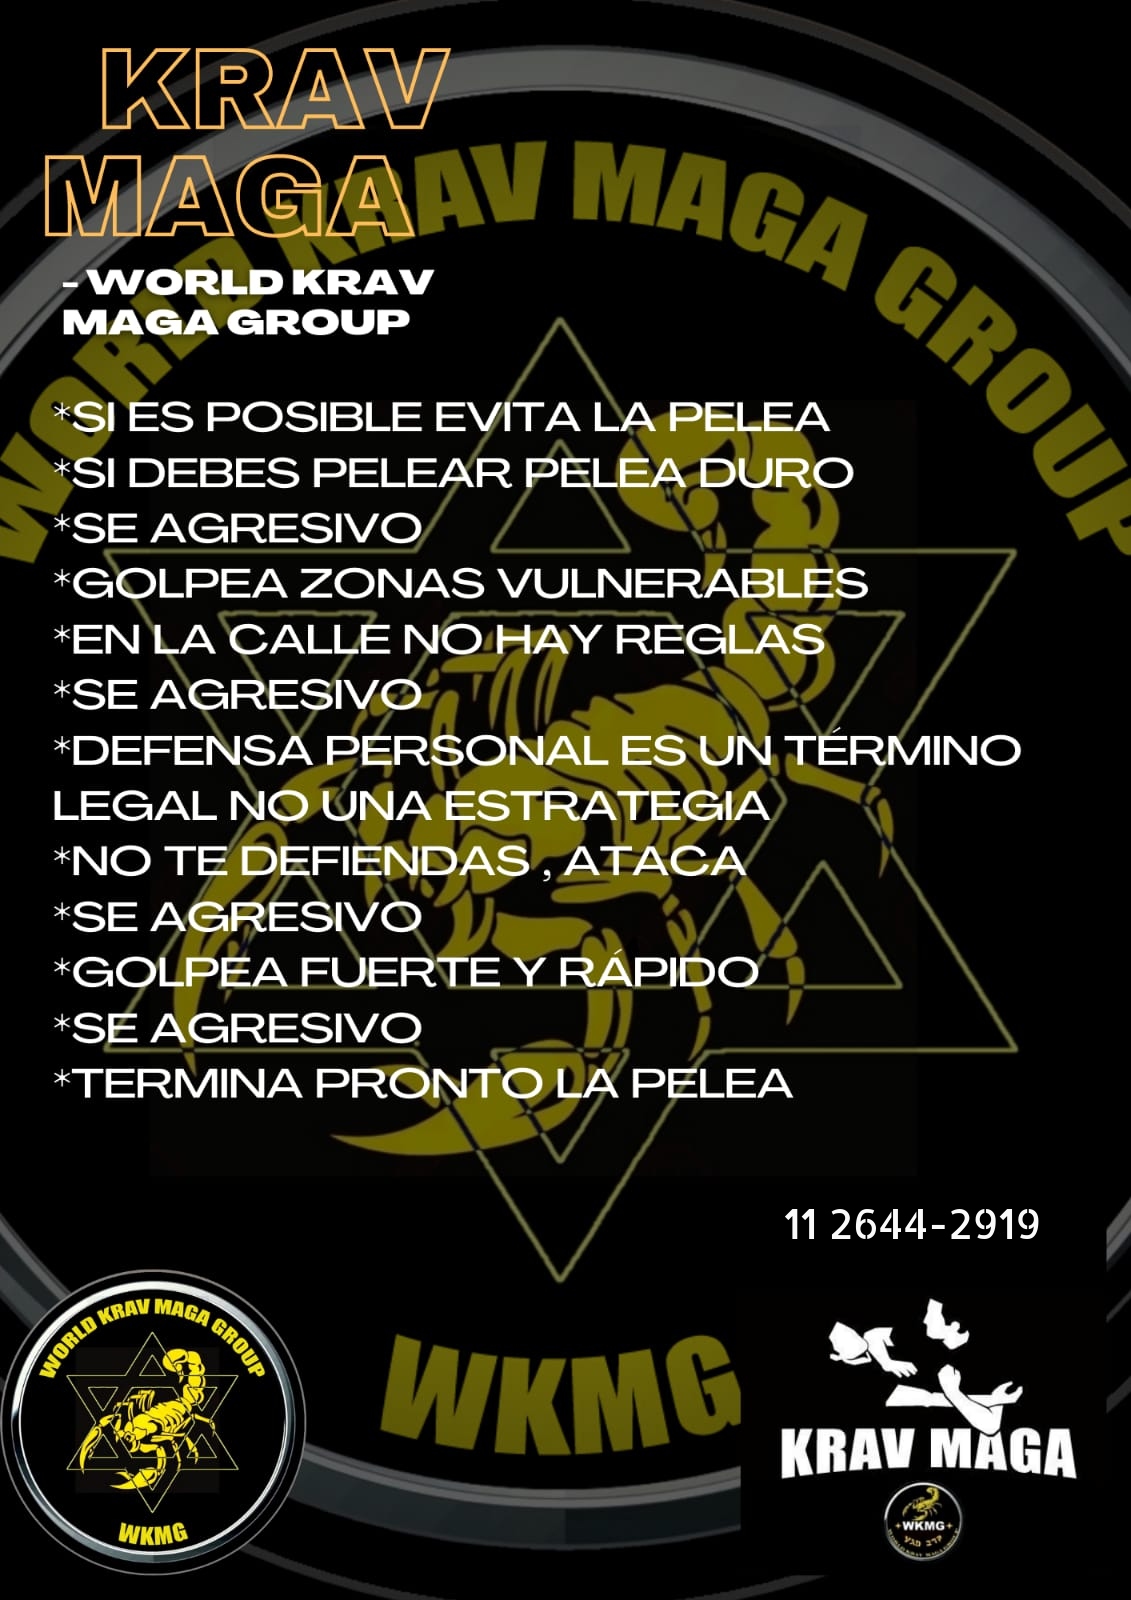 KRAV
MAGA
- WORLD KRAV
MAGA GROUP
WORLD KRAV MAGA GROUP
*SI ES POSIBLE EVITA LA PELEA
*SI DEBES PELEAR PELEA DURO
*SE AGRESIVO
*GOLPEA ZONAS VULNERABLES
*EN LA CALLE NO HAY REGLAS
*SE AGRESIVO
*DEFENSA PERSONAL ES UN TÉRMINO
LEGAL NO UNA ESTRATEGIA
*NO TE DEFIENDAS , ATACA
*SE AGRESIVO
*GOLPEA FUERTE Y RÁPIDO
*SE AGRESIVO
*TERMINA PRONTO LA PELEA
11 2644-2919
WKMG
WORLD KRAV MAGA GROUP
WKMG
KRAV MAGA
WKMG
קרב מגע